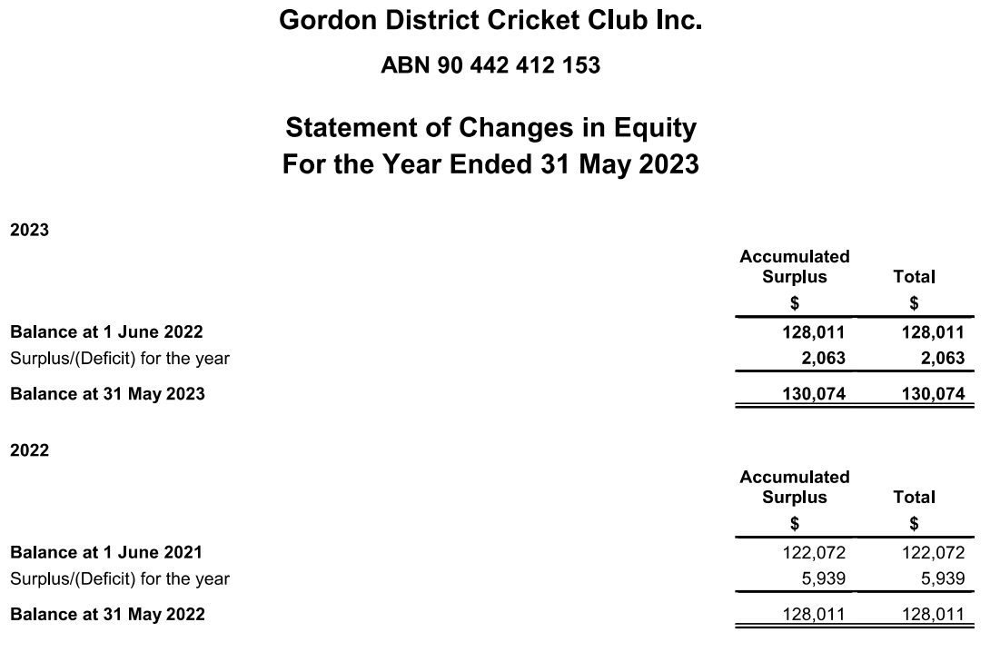 Gordon District Cricket Club Inc.
ABN 90 442 412 153
Statement of Changes in Equity
For the Year Ended 31 May 2023
2023
Accumulated
Surplus Total
$ $
Balance at 1 June 2022 128,011 128,011
Surplus/(Deficit) for the year 2,063 2,063
Balance at 31 May 2023 130,074 130,074
2022
Accumulated
Surplus Total
$ $
Balance at 1 June 2021 122,072 122,072
Surplus/(Deficit) for the year 5,939 5,939
Balance at 31 May 2022 128,011 128,011